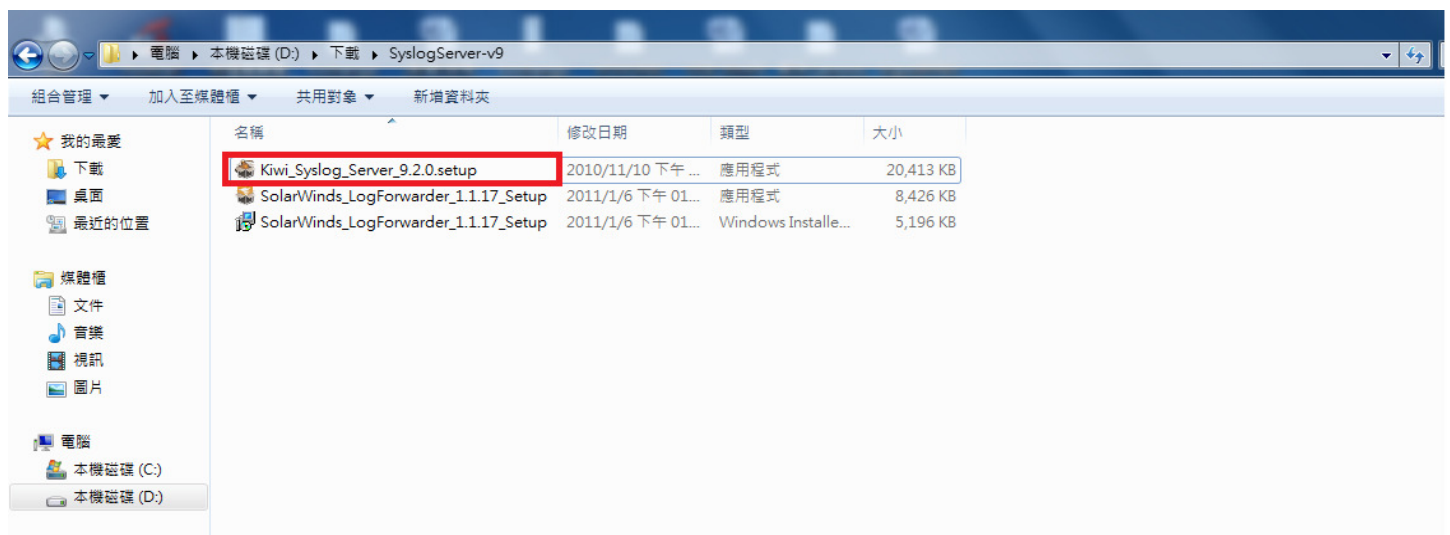 電腦 本機磁碟 (D:) 下載 SyslogServer-v9
組合管理 加入至媒體櫃 共用對象 新增資料夾
我的最愛
下載
桌面
最近的位置
媒體櫃
文件
音樂
視訊
圖片
電腦
本機磁碟 (C:)
本機磁碟 (D:)
名稱 修改日期 類型 大小
Kiwi_Syslog_Server_9.2.0.setup 2010/11/10 下午 ... 應用程式 20,413 KB
SolarWinds_LogForwarder_1.1.17_Setup 2011/1/6 下午 01... 應用程式 8,426 KB
SolarWinds_LogForwarder_1.1.17_Setup 2011/1/6 下午 01... Windows Installe... 5,196 KB